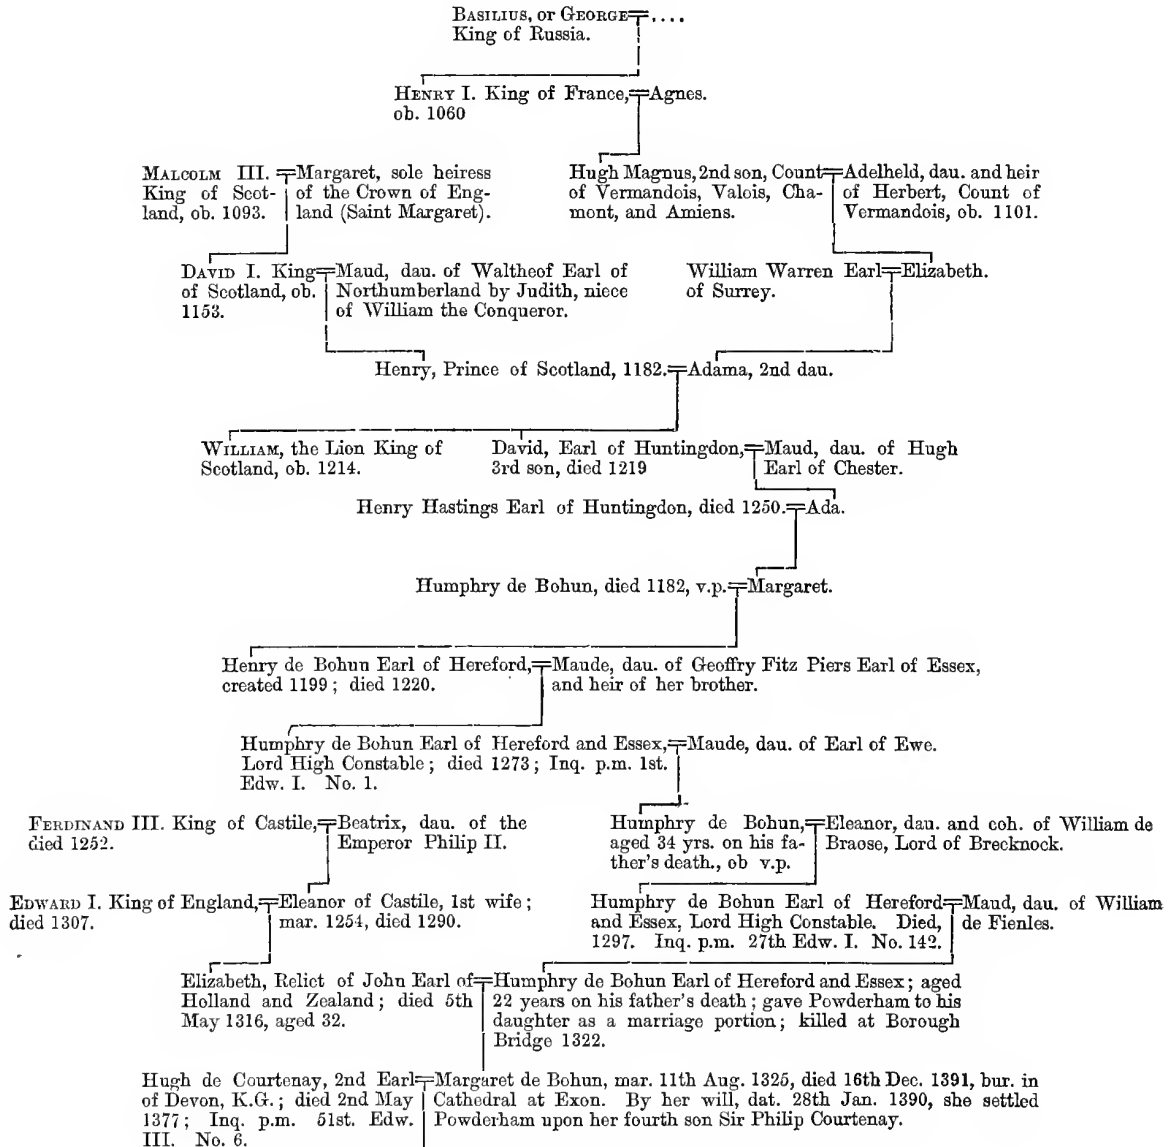 BASILIUS, or GEORGE = ....
King of Russia.
HENRY I. King of France, = Agnes.
ob. 1060
MALCOLM III.
King of Scot-
land, ob. 1093.
= Margaret, sole heiress
of the Crown of Eng-
land (Saint Margaret).
Hugh Magnus, 2nd son, Count
of Vermandois, Valois, Cha-
mont, and Amiens.
= Adelheld, dau. and heir
of Herbert, Count of
Vermandois, ob. 1101.
DAVID I. King
of Scotland, ob.
1153.
= Maud, dau. of Waltheof Earl of
Northumberland by Judith, niece
of William the Conqueror.
William Warren Earl
of Surrey.
= Elizabeth.
Henry, Prince of Scotland, 1182. = Adama, 2nd dau.
WILLIAM, the Lion King of
Scotland, ob. 1214.
David, Earl of Huntingdon,
3rd son, died 1219
= Maud, dau. of Hugh
Earl of Chester.
Henry Hastings Earl of Huntingdon, died 1250. = Ada.
Humphry de Bohun, died 1182, v.p. = Margaret.
Henry de Bohun Earl of Hereford,
created 1199 ; died 1220.
= Maude, dau. of Geoffry Fitz Piers Earl of Essex,
and heir of her brother.
Humphry de Bohun Earl of Hereford and Essex,
Lord High Constable ; died 1273 ; Inq. p.m. 1st.
Edw. I. No. 1.
= Maude, dau. of Earl of Ewe.
FERDINAND III. King of Castile,
died 1252.
= Beatrix, dau. of the
Emperor Philip II.
Humphry de Bohun,
aged 34 yrs. on his fa-
ther's death., ob v.p.
= Eleanor, dau. and coh. of William de
Braose, Lord of Brecknock.
EDWARD I. King of England,
died 1307.
= Eleanor of Castile, 1st wife ;
mar. 1254, died 1290.
Humphry de Bohun Earl of Hereford
and Essex, Lord High Constable. Died,
1297. Inq. p.m. 27th Edw. I. No. 142.
= Maud, dau. of William
de Fienles.
Elizabeth, Relict of John Earl of
Holland and Zealand ; died 5th
May 1316, aged 32.
= Humphry de Bohun Earl of Hereford and Essex ; aged
22 years on his father's death ; gave Powderham to his
daughter as a marriage portion ; killed at Borough
Bridge 1322.
Hugh de Courtenay, 2nd Earl
of Devon, K.G. ; died 2nd May
1377; Inq. p.m. 51st. Edw.
III. No. 6.
= Margaret de Bohun, mar. 11th Aug. 1325, died 16th Dec. 1391, bur. in
Cathedral at Exon. By her will, dat. 28th Jan. 1390, she settled
Powderham upon her fourth son Sir Philip Courtenay.